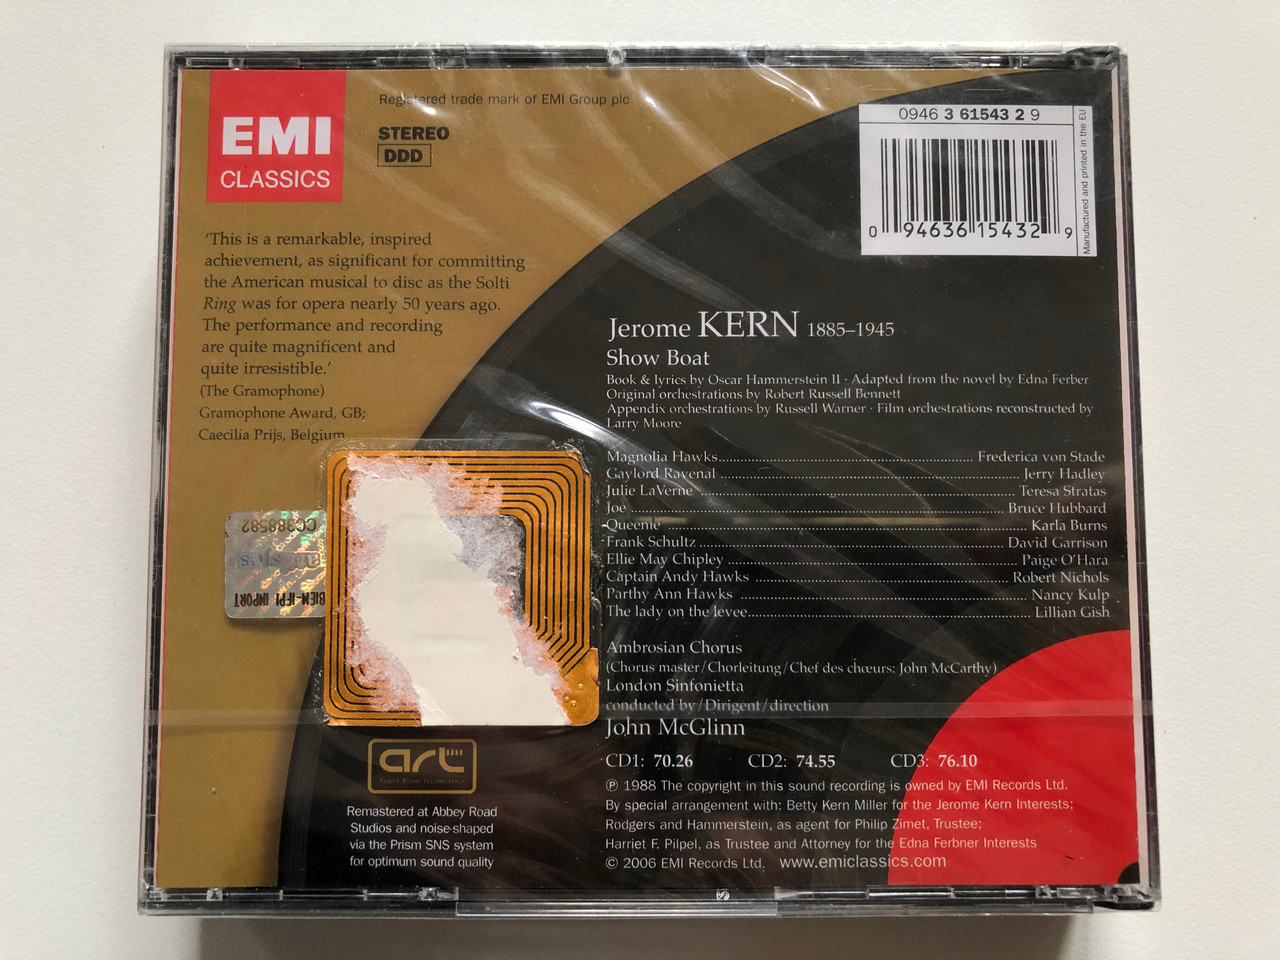 EMI
CLASSICS
Registered trade mark of EMI Group plc
STEREO
DDD
0946 3 61543 2 9
0 94636 15432 9
Manufactured and printed in the EU
‘This is a remarkable, inspired
achievement, as significant for committing
the American musical to disc as the Solti
Ring was for opera nearly 50 years ago.
The performance and recording
are quite magnificent and
quite irresistible.’
(The Gramophone)
Gramophone Award, GB;
Caecilia Prijs, Belgium
Jerome KERN 1885–1945
Show Boat
Book & lyrics by Oscar Hammerstein II · Adapted from the novel by Edna Ferber
Original orchestrations by Robert Russell Bennett
Appendix orchestrations by Russell Warner · Film orchestrations reconstructed by
Larry Moore
Magnolia Hawks Frederica von Stade
Gaylord Ravenal Jerry Hadley
Julie LaVerne Teresa Stratas
Joe Bruce Hubbard
Queenie Karla Burns
Frank Schultz David Garrison
Ellie May Chipley Paige O’Hara
Captain Andy Hawks Robert Nichols
Parthy Ann Hawks Nancy Kulp
The lady on the levee Lillian Gish
Ambrosian Chorus
(Chorus master/Chorleitung/Chef des chœurs: John McCarthy)
London Sinfonietta
conducted by/Dirigent/direction
John McGlinn
CD1: 70.26 CD2: 74.55 CD3: 76.10
℗ 1988 The copyright in this sound recording is owned by EMI Records Ltd.
By special arrangement with: Betty Kern Miller for the Jerome Kern Interests;
Rodgers and Hammerstein, as agent for Philip Zimet, Trustee;
Harriet F. Pilpel, as Trustee and Attorney for the Edna Ferbner Interests
© 2006 EMI Records Ltd. www.emiclassics.com
CC388582
BIEM-IFPI IMPORT
art
ABBEY ROAD TECHNOLOGY
Remastered at Abbey Road
Studios and noise-shaped
via the Prism SNS system
for optimum sound quality